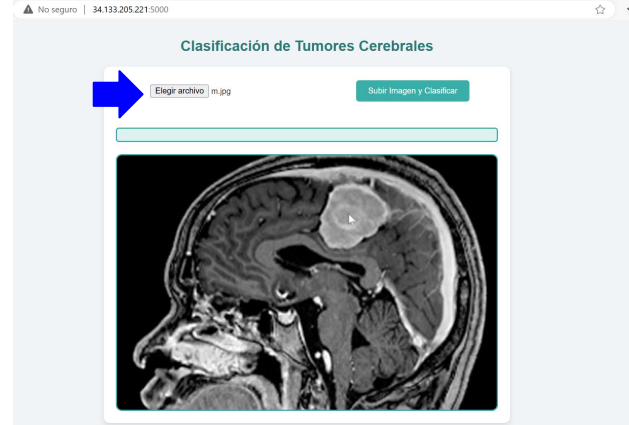 No seguro | 34.133.205.221:5000
Clasificación de Tumores Cerebrales
Elegir archivo m.jpg
Subir Imagen y Clasificar